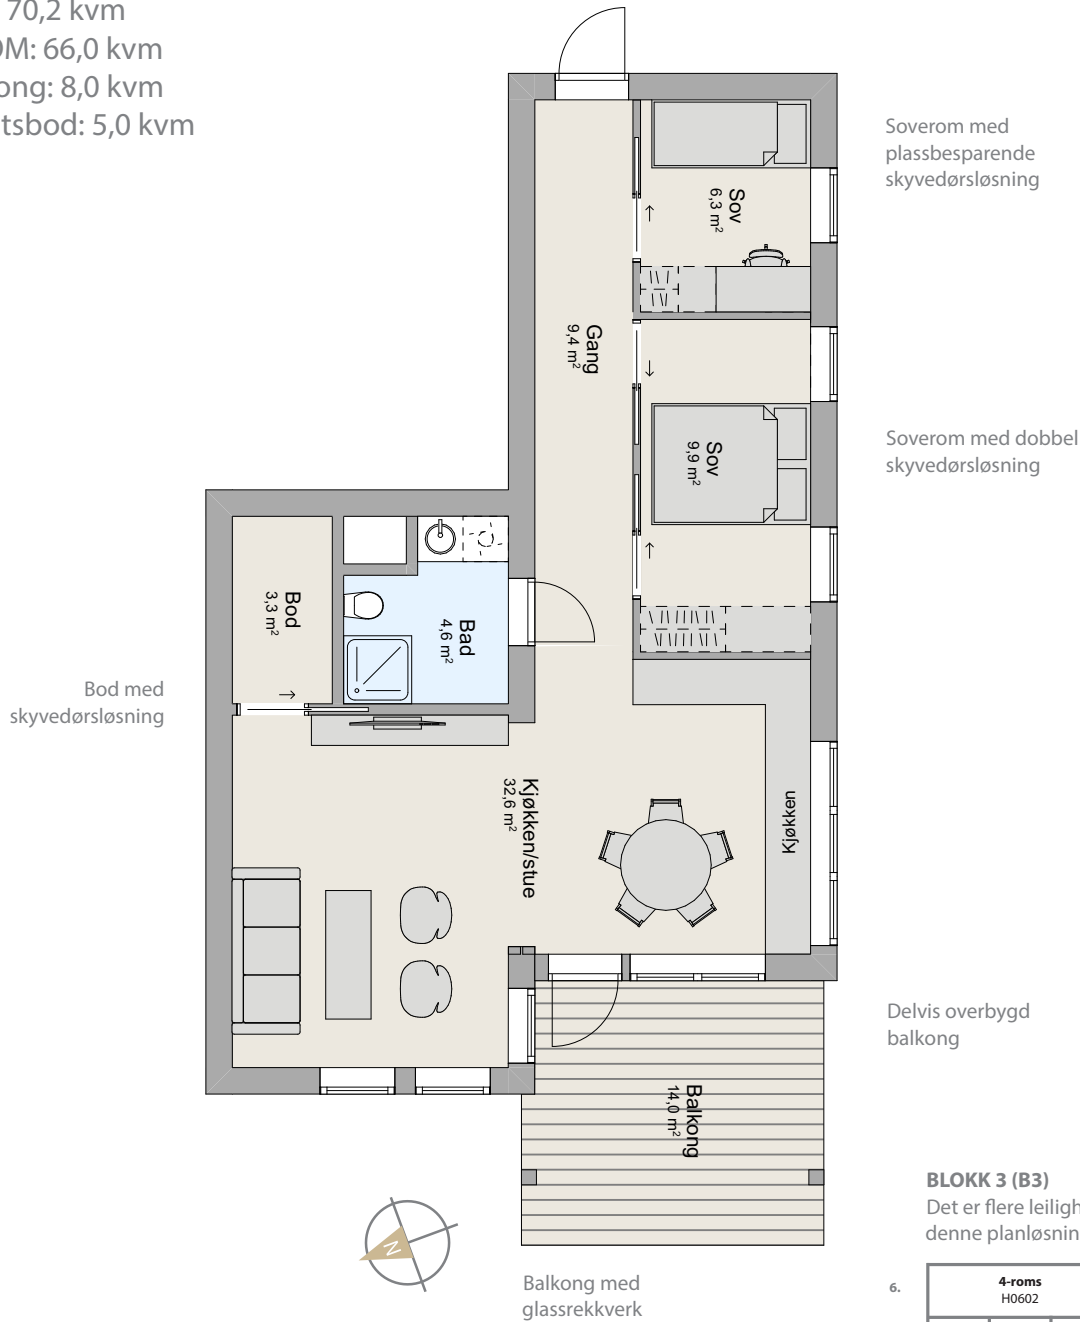 70,2 kvm
OM: 66,0 kvm
ong: 8,0 kvm
tsbod: 5,0 kvm
Soverom med
plassbesparende
skyvedørsløsning
Sov
6,3 m²
Gang
9,4 m²
Soverom med dobbel
skyvedørsløsning
Sov
9,9 m²
Bod
3,3 m²
Bad
4,6 m²
Bod med
skyvedørsløsning
Kjøkken/stue
32,6 m²
Kjøkken
Delvis overbygd
balkong
Balkong
14,0 m²
N
Balkong med
glassrekkverk
BLOKK 3 (B3)
Det er flere leiligh
denne planløsnin
6.
4-roms
H0602